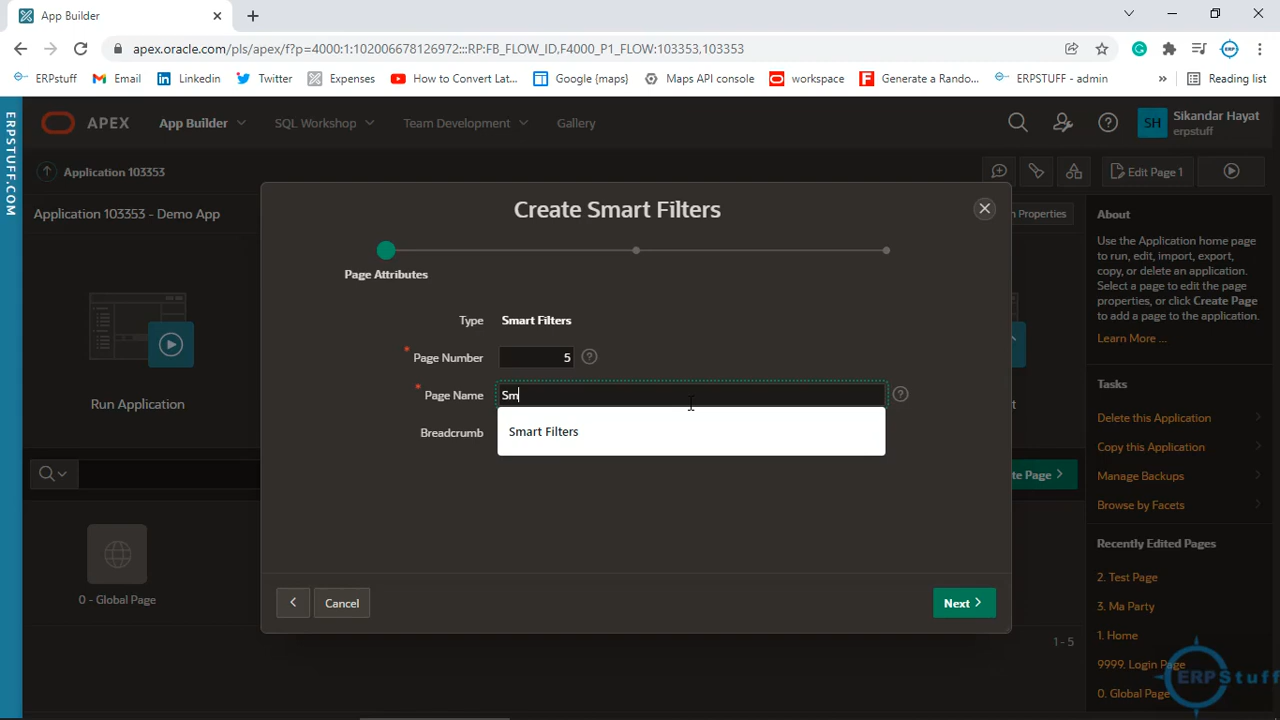 App Builder
apex.oracle.com/pls/apex/f?p=4000:1:102006678126972:::RP:FB_FLOW_ID,F4000_P1_FLOW:103353,103353
ERPstuff
Email
Linkedin
Twitter
Expenses
How to Convert Lat...
Google {maps}
Maps API console
workspace
Generate a Rando...
ERPSTUFF - admin
»
Reading list
ERPSTUFF.COM
APEX
App Builder
SQL Workshop
Team Development
Gallery
SH
Sikandar Hayat
erpstuff
Application 103353
Edit Page 1
Application 103353 - Demo App
n Properties
Create Smart Filters
Page Attributes
Type
Smart Filters
* Page Number
5
* Page Name
Sm
Breadcrumb
Smart Filters
Cancel
Next
Run Application
te Page
0 - Global Page
1 - 5
About
Use the Application home page
to run, edit, import, export,
copy, or delete an application.
Select a page to edit the page
properties, or click Create Page
to add a page to the application.
Learn More ...
Tasks
Delete this Application
Copy this Application
Manage Backups
Browse by Facets
Recently Edited Pages
2. Test Page
3. Ma Party
1. Home
9999. Login Page
0. Global Page
ERPStuff